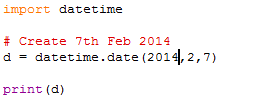 import datetime
# Create 7th Feb 2014
d = datetime.date(2014,2,7)
print(d)